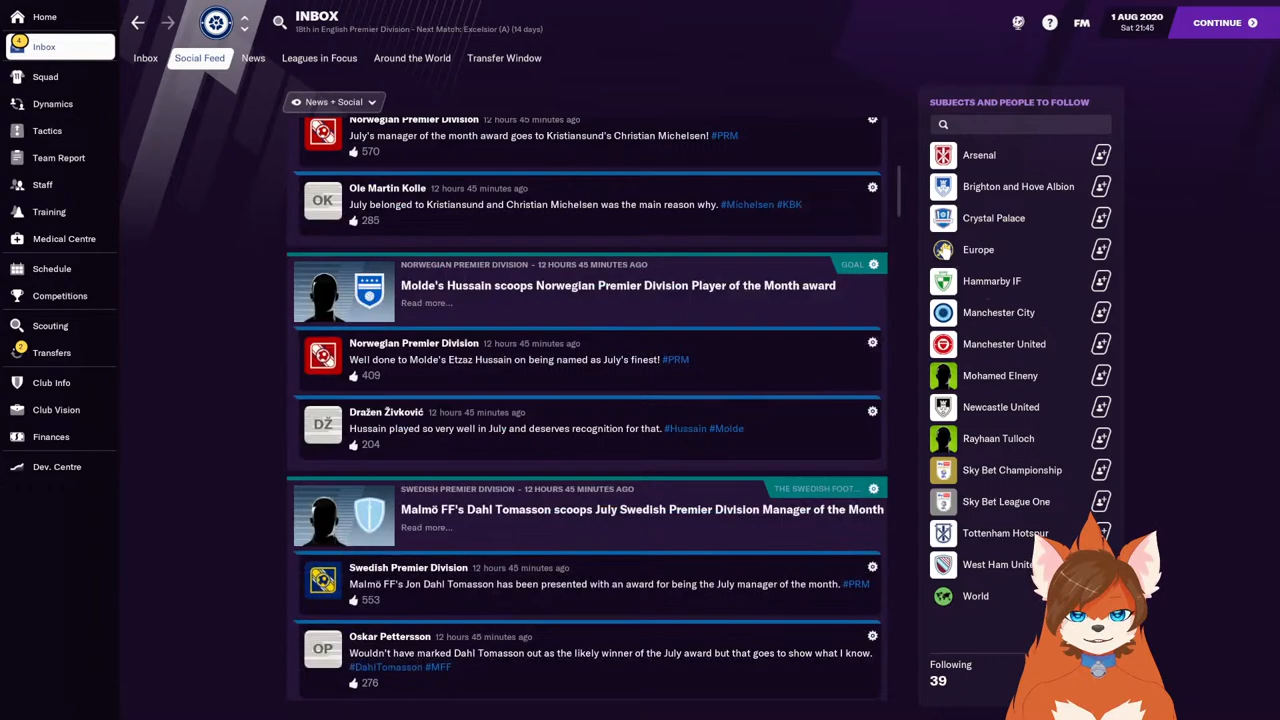 Home
4
Inbox
11
Squad
Dynamics
Tactics
Team Report
Staff
Training
Medical Centre
Schedule
Competitions
Scouting
2
Transfers
Club Info
Club Vision
Finances
Dev. Centre
INBOX
18th in English Premier Division - Next Match: Excelsior (A) (14 days)
?
FM
1 AUG 2020
Sat 21:45
CONTINUE
Inbox
Social Feed
News
Leagues in Focus
Around the World
Transfer Window
News + Social
Norwegian Premier Division 12 hours 45 minutes ago
July's manager of the month award goes to Kristiansund's Christian Michelsen! #PRM
570
OK
Ole Martin Kolle 12 hours 45 minutes ago
July belonged to Kristiansund and Christian Michelsen was the main reason why. #Michelsen #KBK
285
NORWEGIAN PREMIER DIVISION - 12 HOURS 45 MINUTES AGO
GOAL
Molde's Hussain scoops Norwegian Premier Division Player of the Month award
Read more...
Norwegian Premier Division 12 hours 45 minutes ago
Well done to Molde's Etzaz Hussain on being named as July's finest! #PRM
409
DŽ
Dražen Živković 12 hours 45 minutes ago
Hussain played so very well in July and deserves recognition for that. #Hussain #Molde
204
SWEDISH PREMIER DIVISION - 12 HOURS 45 MINUTES AGO
THE SWEDISH FOOT...
Malmö FF's Dahl Tomasson scoops July Swedish Premier Division Manager of the Month
Read more...
Swedish Premier Division 12 hours 45 minutes ago
Malmö FF's Jon Dahl Tomasson has been presented with an award for being the July manager of the month. #PRM
553
OP
Oskar Pettersson 12 hours 45 minutes ago
Wouldn't have marked Dahl Tomasson out as the likely winner of the July award but that goes to show what I know.
#DahlTomasson #MFF
276
SUBJECTS AND PEOPLE TO FOLLOW
Arsenal
Brighton and Hove Albion
Crystal Palace
Europe
Hammarby IF
Manchester City
Manchester United
Mohamed Elneny
Newcastle United
Rayhaan Tulloch
Sky Bet Championship
Sky Bet League One
Tottenham Hotspur
West Ham Unite
World
Following
39